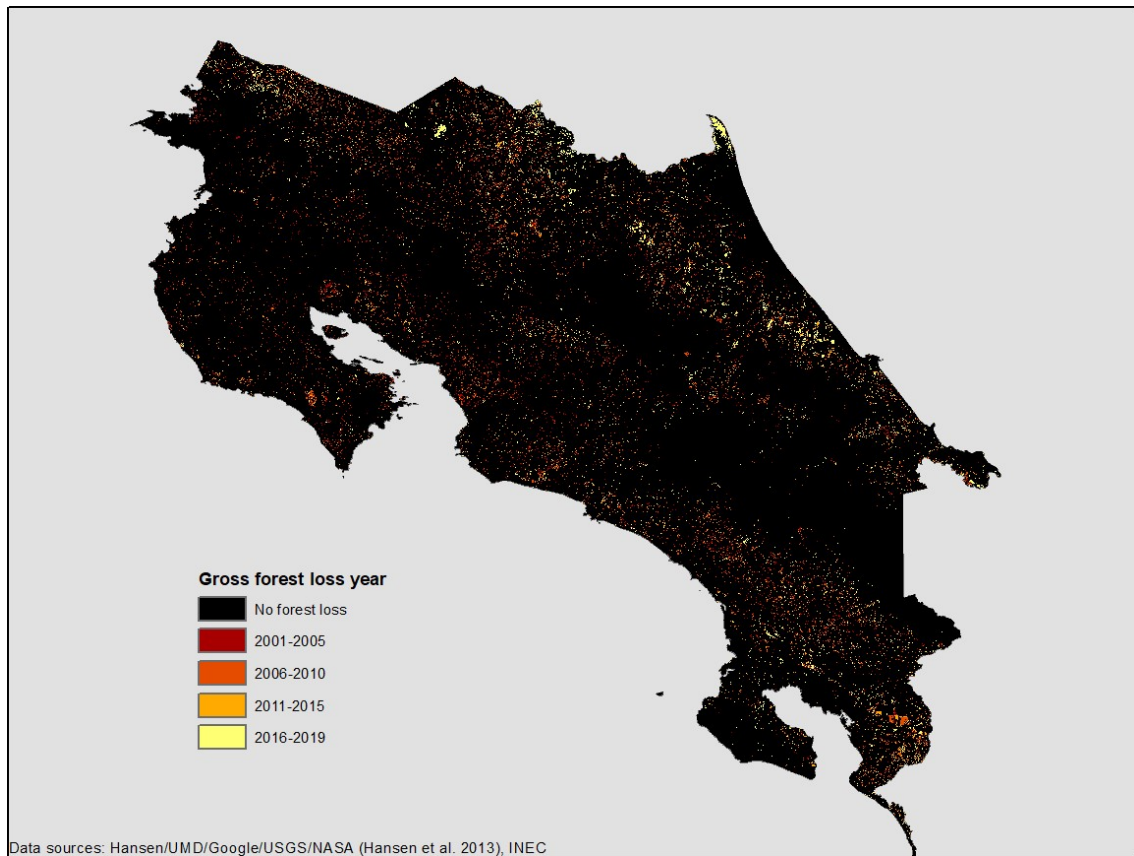 Gross forest loss year
No forest loss
2001-2005
2006-2010
2011-2015
2016-2019
Data sources: Hansen/UMD/Google/USGS/NASA (Hansen et al. 2013), INEC